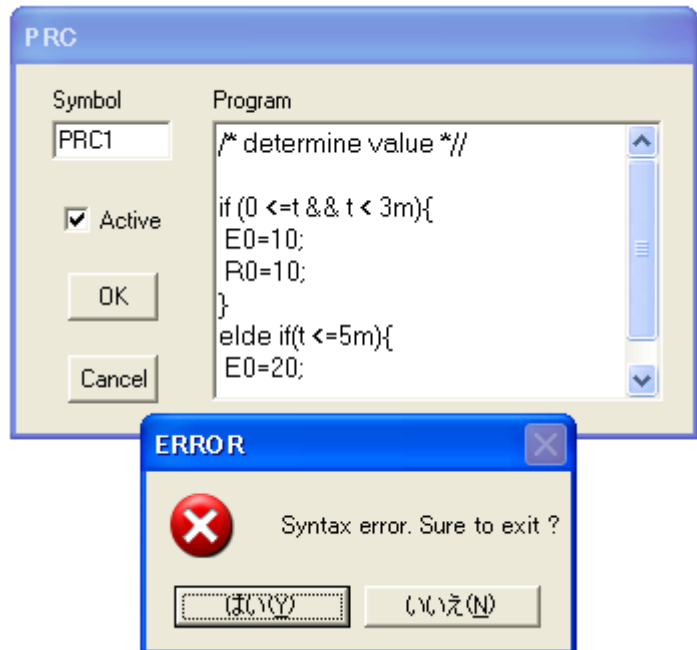 PRC
Symbol
Program
PRC1
/* determine value *//
if (0 <=t && t < 3m){
E0=10;
R0=10;
}
elde if(t <=5m){
E0=20;
Active
OK
Cancel
ERROR
Syntax error. Sure to exit ?
はい(Y)
いいえ(N)